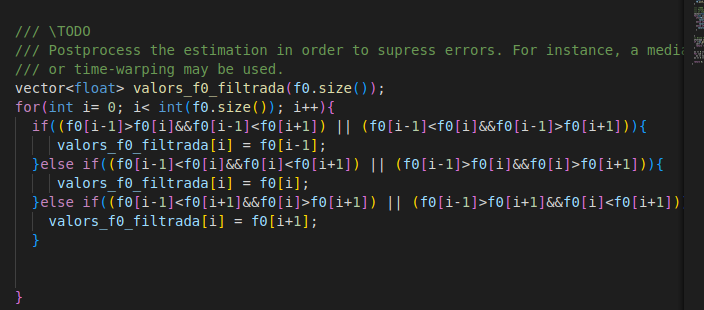 /// \TODO
/// Postprocess the estimation in order to supress errors. For instance, a
/// or time-warping may be used.
vector<float> valors_f0_filtrada(f0.size());
for(int i= 0; i< int(f0.size()); i++){
if((f0[i-1]>f0[i]&&f0[i-1]<f0[i+1]) || (f0[i-1]<f0[i]&&f0[i-1]>f0[i+1])){
valors_f0_filtrada[i] = f0[i-1];
}else if((f0[i-1]<f0[i]&&f0[i]<f0[i+1]) || (f0[i-1]>f0[i]&&f0[i]>f0[i+1])){
valors_f0_filtrada[i] = f0[i];
}else if((f0[i-1]<f0[i+1]&&f0[i]>f0[i+1]) || (f0[i-1]>f0[i+1]&&f0[i]<f0[i+1])
valors_f0_filtrada[i] = f0[i+1];
}
}